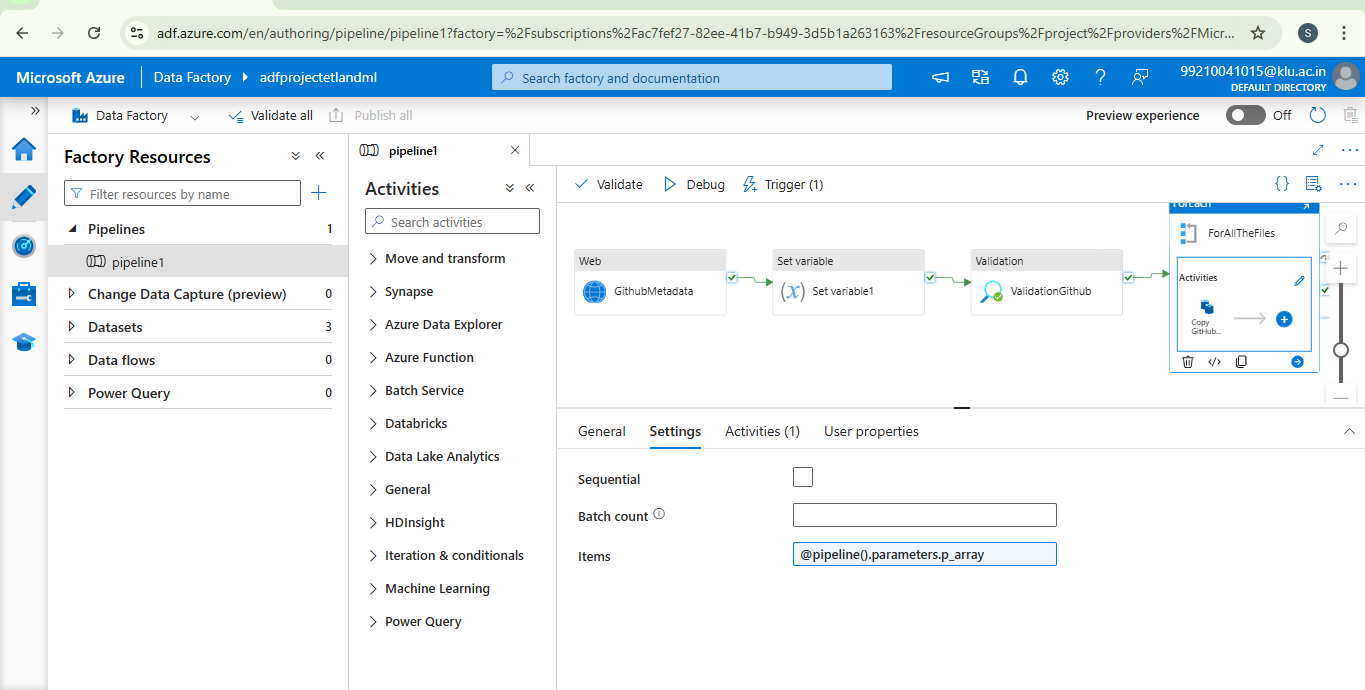 adf.azure.com/en/authoring/pipeline/pipeline1?factory=%2Fsubscriptions%2Fac7fef27-82ee-41b7-b949-3d5b1a263163%2FresourceGroups%2Fproject%2Fproviders%2FMicr...
S
Microsoft Azure
Data Factory
adfprojectetlandml
Search factory and documentation
99210041015@klu.ac.in
DEFAULT DIRECTORY
Data Factory
Validate all
Publish all
Preview experience
Off
Factory Resources
Filter resources by name
Pipelines 1
pipeline1
Change Data Capture (preview) 0
Datasets 3
Data flows 0
Power Query 0
pipeline1
Activities
Search activities
Move and transform
Synapse
Azure Data Explorer
Azure Function
Batch Service
Databricks
Data Lake Analytics
General
HDInsight
Iteration & conditionals
Machine Learning
Power Query
Validate
Debug
Trigger (1)
Web
GithubMetadata
Set variable
(x) Set variable1
Validation
ValidationGithub
ForEach
ForAllTheFiles
Activities
Copy
GitHub...
General
Settings
Activities (1)
User properties
Sequential
Batch count
Items
@pipeline().parameters.p_array